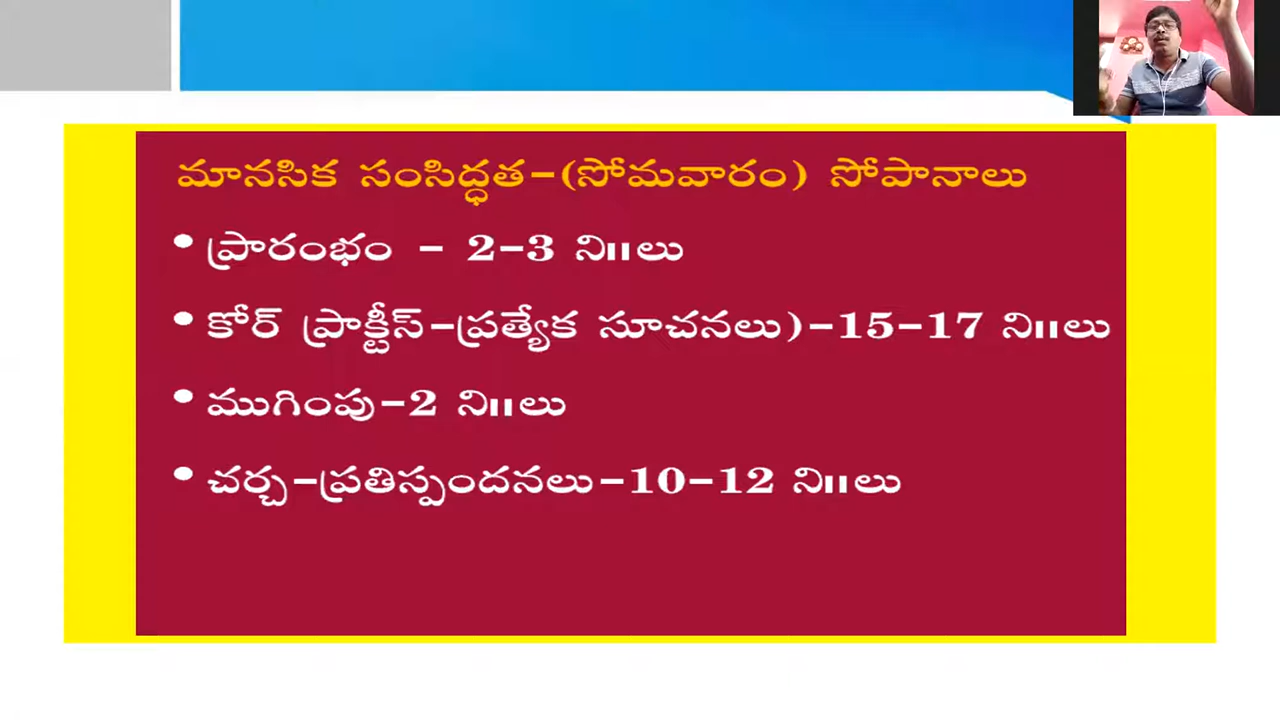 మానసిక సంసిద్ధత-(సోమవారం) సోపానాలు
• ప్రారంభం - 2-3 ని॥లు
• కోర్ ప్రాక్టీస్-ప్రత్యేక సూచనలు)-15-17 ని॥లు
• ముగింపు-2 ని॥లు
• చర్చ-ప్రతిస్పందనలు-10-12 ని॥లు